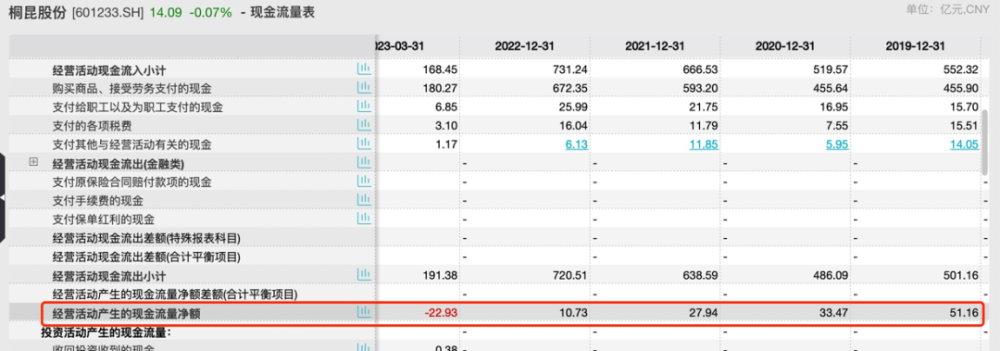 桐昆股份 [601233.SH] 14.09 -0.07% - 现金流量表 单位：亿元,CNY
023-03-31 2022-12-31 2021-12-31 2020-12-31 2019-12-31
经营活动现金流入小计 168.45 731.24 666.53 519.57 552.32
购买商品、接受劳务支付的现金 180.27 672.35 593.20 455.64 455.90
支付给职工以及为职工支付的现金 6.85 25.99 21.75 16.95 15.70
支付的各项税费 3.10 16.04 11.79 7.55 15.51
支付其他与经营活动有关的现金 1.17 6.13 11.85 5.95 14.05
经营活动现金流出(金融类) - - - - -
支付原保险合同赔付款项的现金 - - - - -
支付手续费的现金 - - - - -
支付保单红利的现金 - - - - -
经营活动现金流出差额(特殊报表科目) - - - - -
经营活动现金流出差额(合计平衡项目) - - - - -
经营活动现金流出小计 191.38 720.51 638.59 486.09 501.16
经营活动产生的现金流量净额差额(合计平衡项目) - - - - -
经营活动产生的现金流量净额 -22.93 10.73 27.94 33.47 51.16
投资活动产生的现金流量： - - - - -
收回投资收到的现金 0.38 - - - -